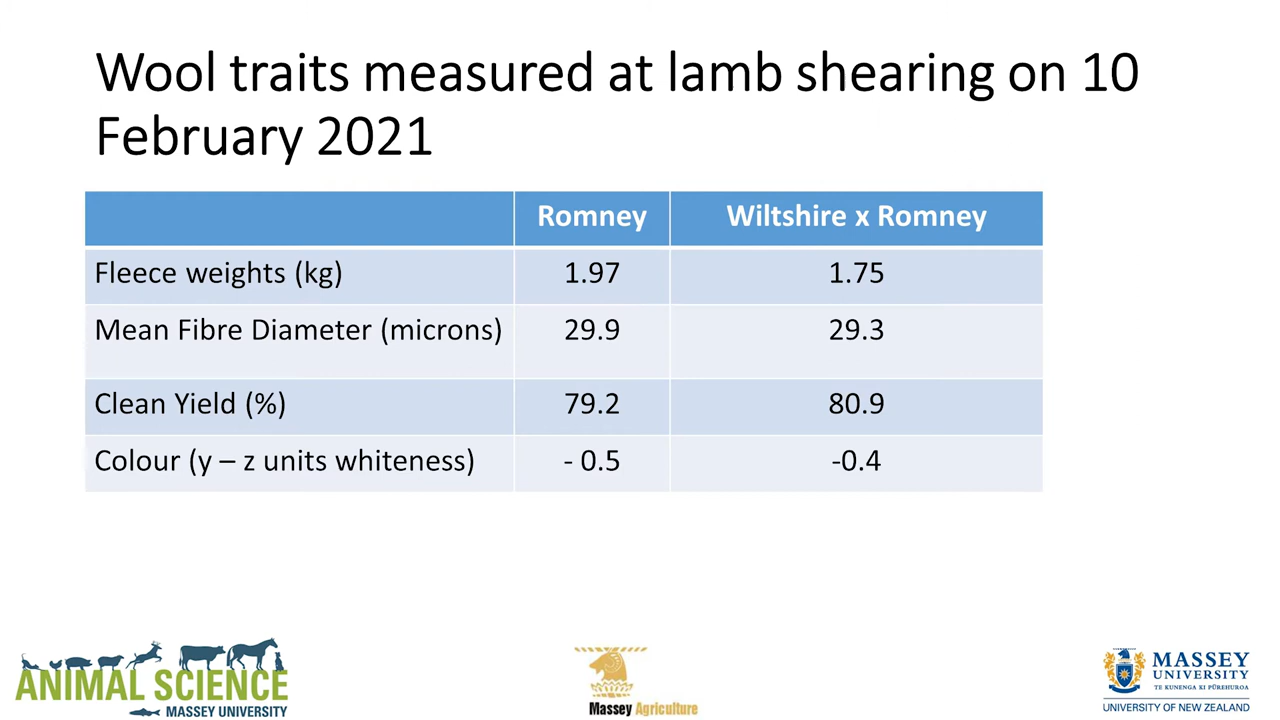 Wool traits measured at lamb shearing on 10
February 2021
Romney Wiltshire x Romney
Fleece weights (kg) 1.97 1.75
Mean Fibre Diameter (microns) 29.9 29.3
Clean Yield (%) 79.2 80.9
Colour (y – z units whiteness) - 0.5 -0.4
ANIMAL SCIENCE
MASSEY UNIVERSITY
Massey Agriculture
MASSEY
UNIVERSITY
TE KUNENGA KI PŪREHUROA
UNIVERSITY OF NEW ZEALAND